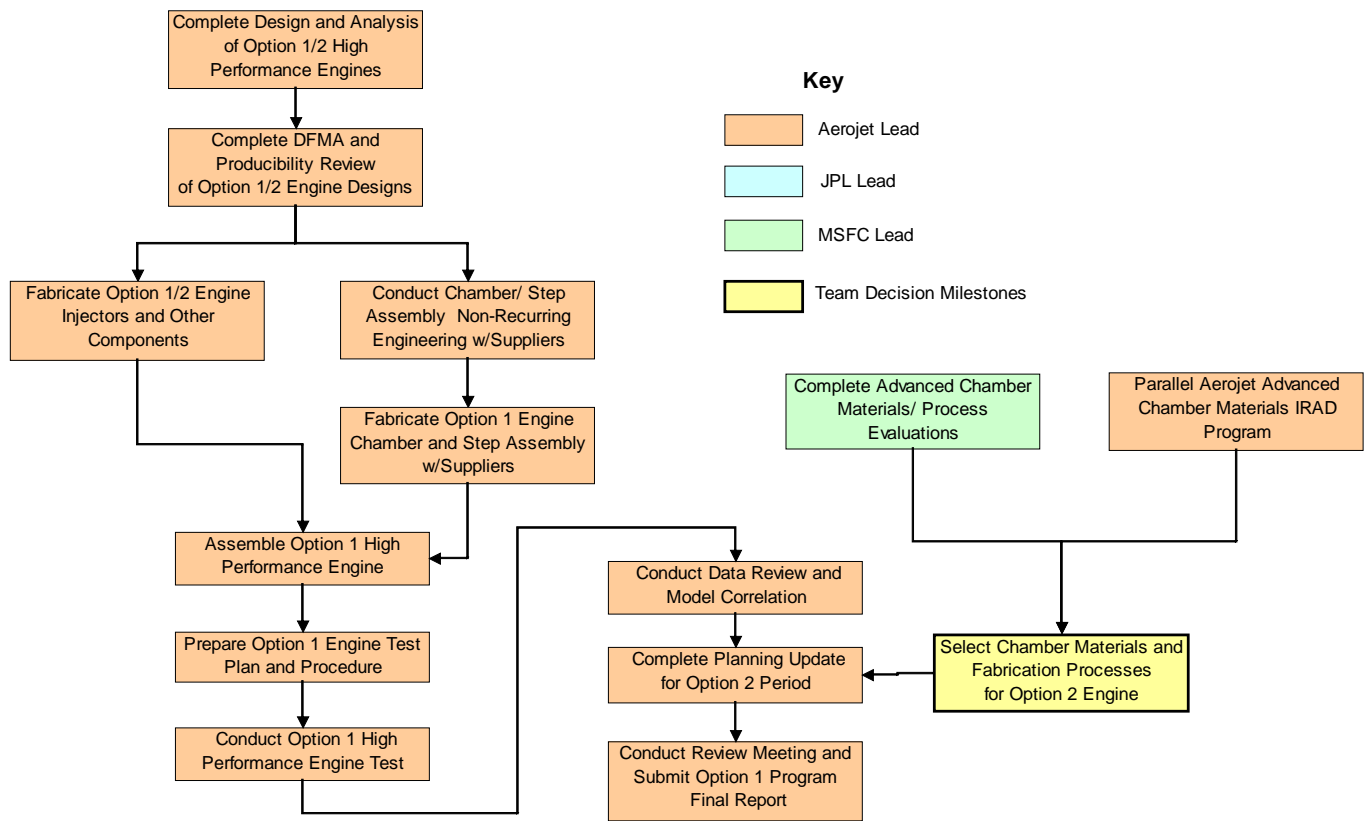 Complete Design and Analysis
of Option 1/2 High
Performance Engines
Complete DFMA and
Producibility Review
of Option 1/2 Engine Designs
Fabricate Option 1/2 Engine
Injectors and Other
Components
Conduct Chamber/ Step
Assembly Non-Recurring
Engineering w/Suppliers
Fabricate Option 1 Engine
Chamber and Step Assembly
w/Suppliers
Assemble Option 1 High
Performance Engine
Prepare Option 1 Engine Test
Plan and Procedure
Conduct Option 1 High
Performance Engine Test
Key
Aerojet Lead
JPL Lead
MSFC Lead
Team Decision Milestones
Complete Advanced Chamber
Materials/ Process
Evaluations
Parallel Aerojet Advanced
Chamber Materials IRAD
Program
Conduct Data Review and
Model Correlation
Complete Planning Update
for Option 2 Period
Select Chamber Materials and
Fabrication Processes
for Option 2 Engine
Conduct Review Meeting and
Submit Option 1 Program
Final Report